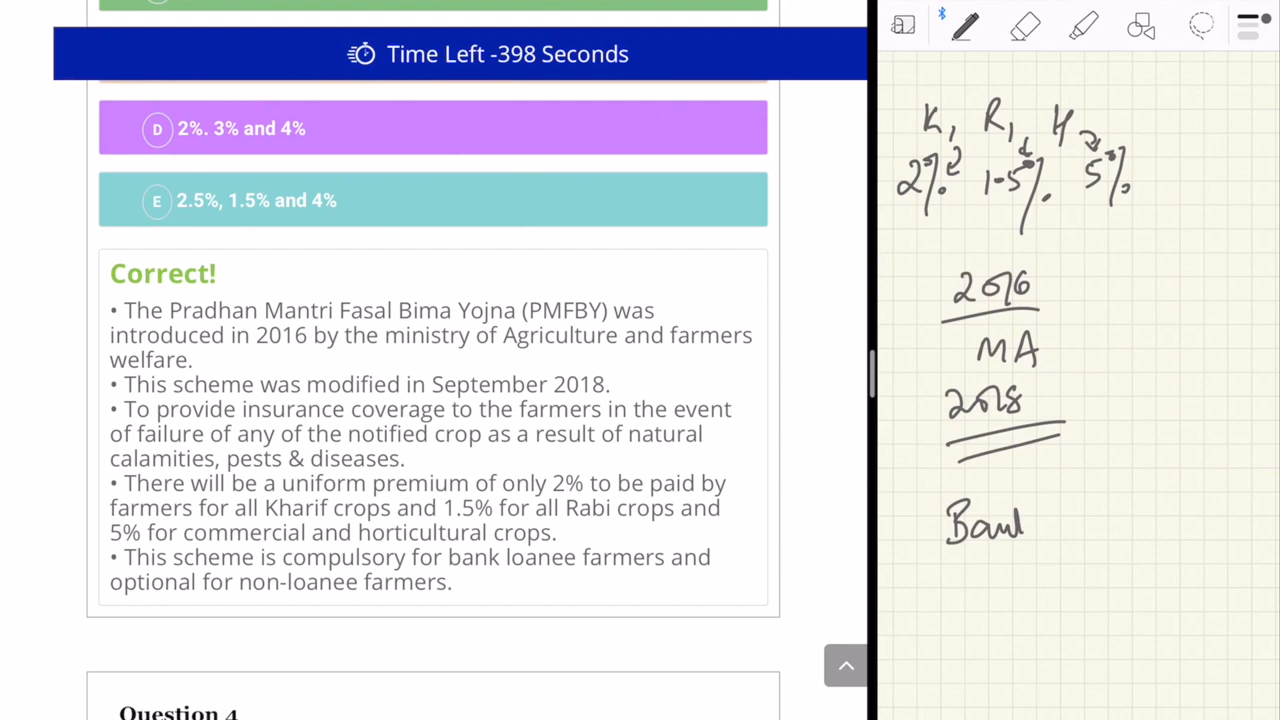 Time Left -398 Seconds
D 2%. 3% and 4%
E 2.5%, 1.5% and 4%
Correct!
• The Pradhan Mantri Fasal Bima Yojna (PMFBY) was
introduced in 2016 by the ministry of Agriculture and farmers
welfare.
• This scheme was modified in September 2018.
• To provide insurance coverage to the farmers in the event
of failure of any of the notified crop as a result of natural
calamities, pests & diseases.
• There will be a uniform premium of only 2% to be paid by
farmers for all Kharif crops and 1.5% for all Rabi crops and
5% for commercial and horticultural crops.
• This scheme is compulsory for bank loanee farmers and
optional for non-loanee farmers.
Question 4
K, R, H
2% 1.5% 5%
2016
MA
2018